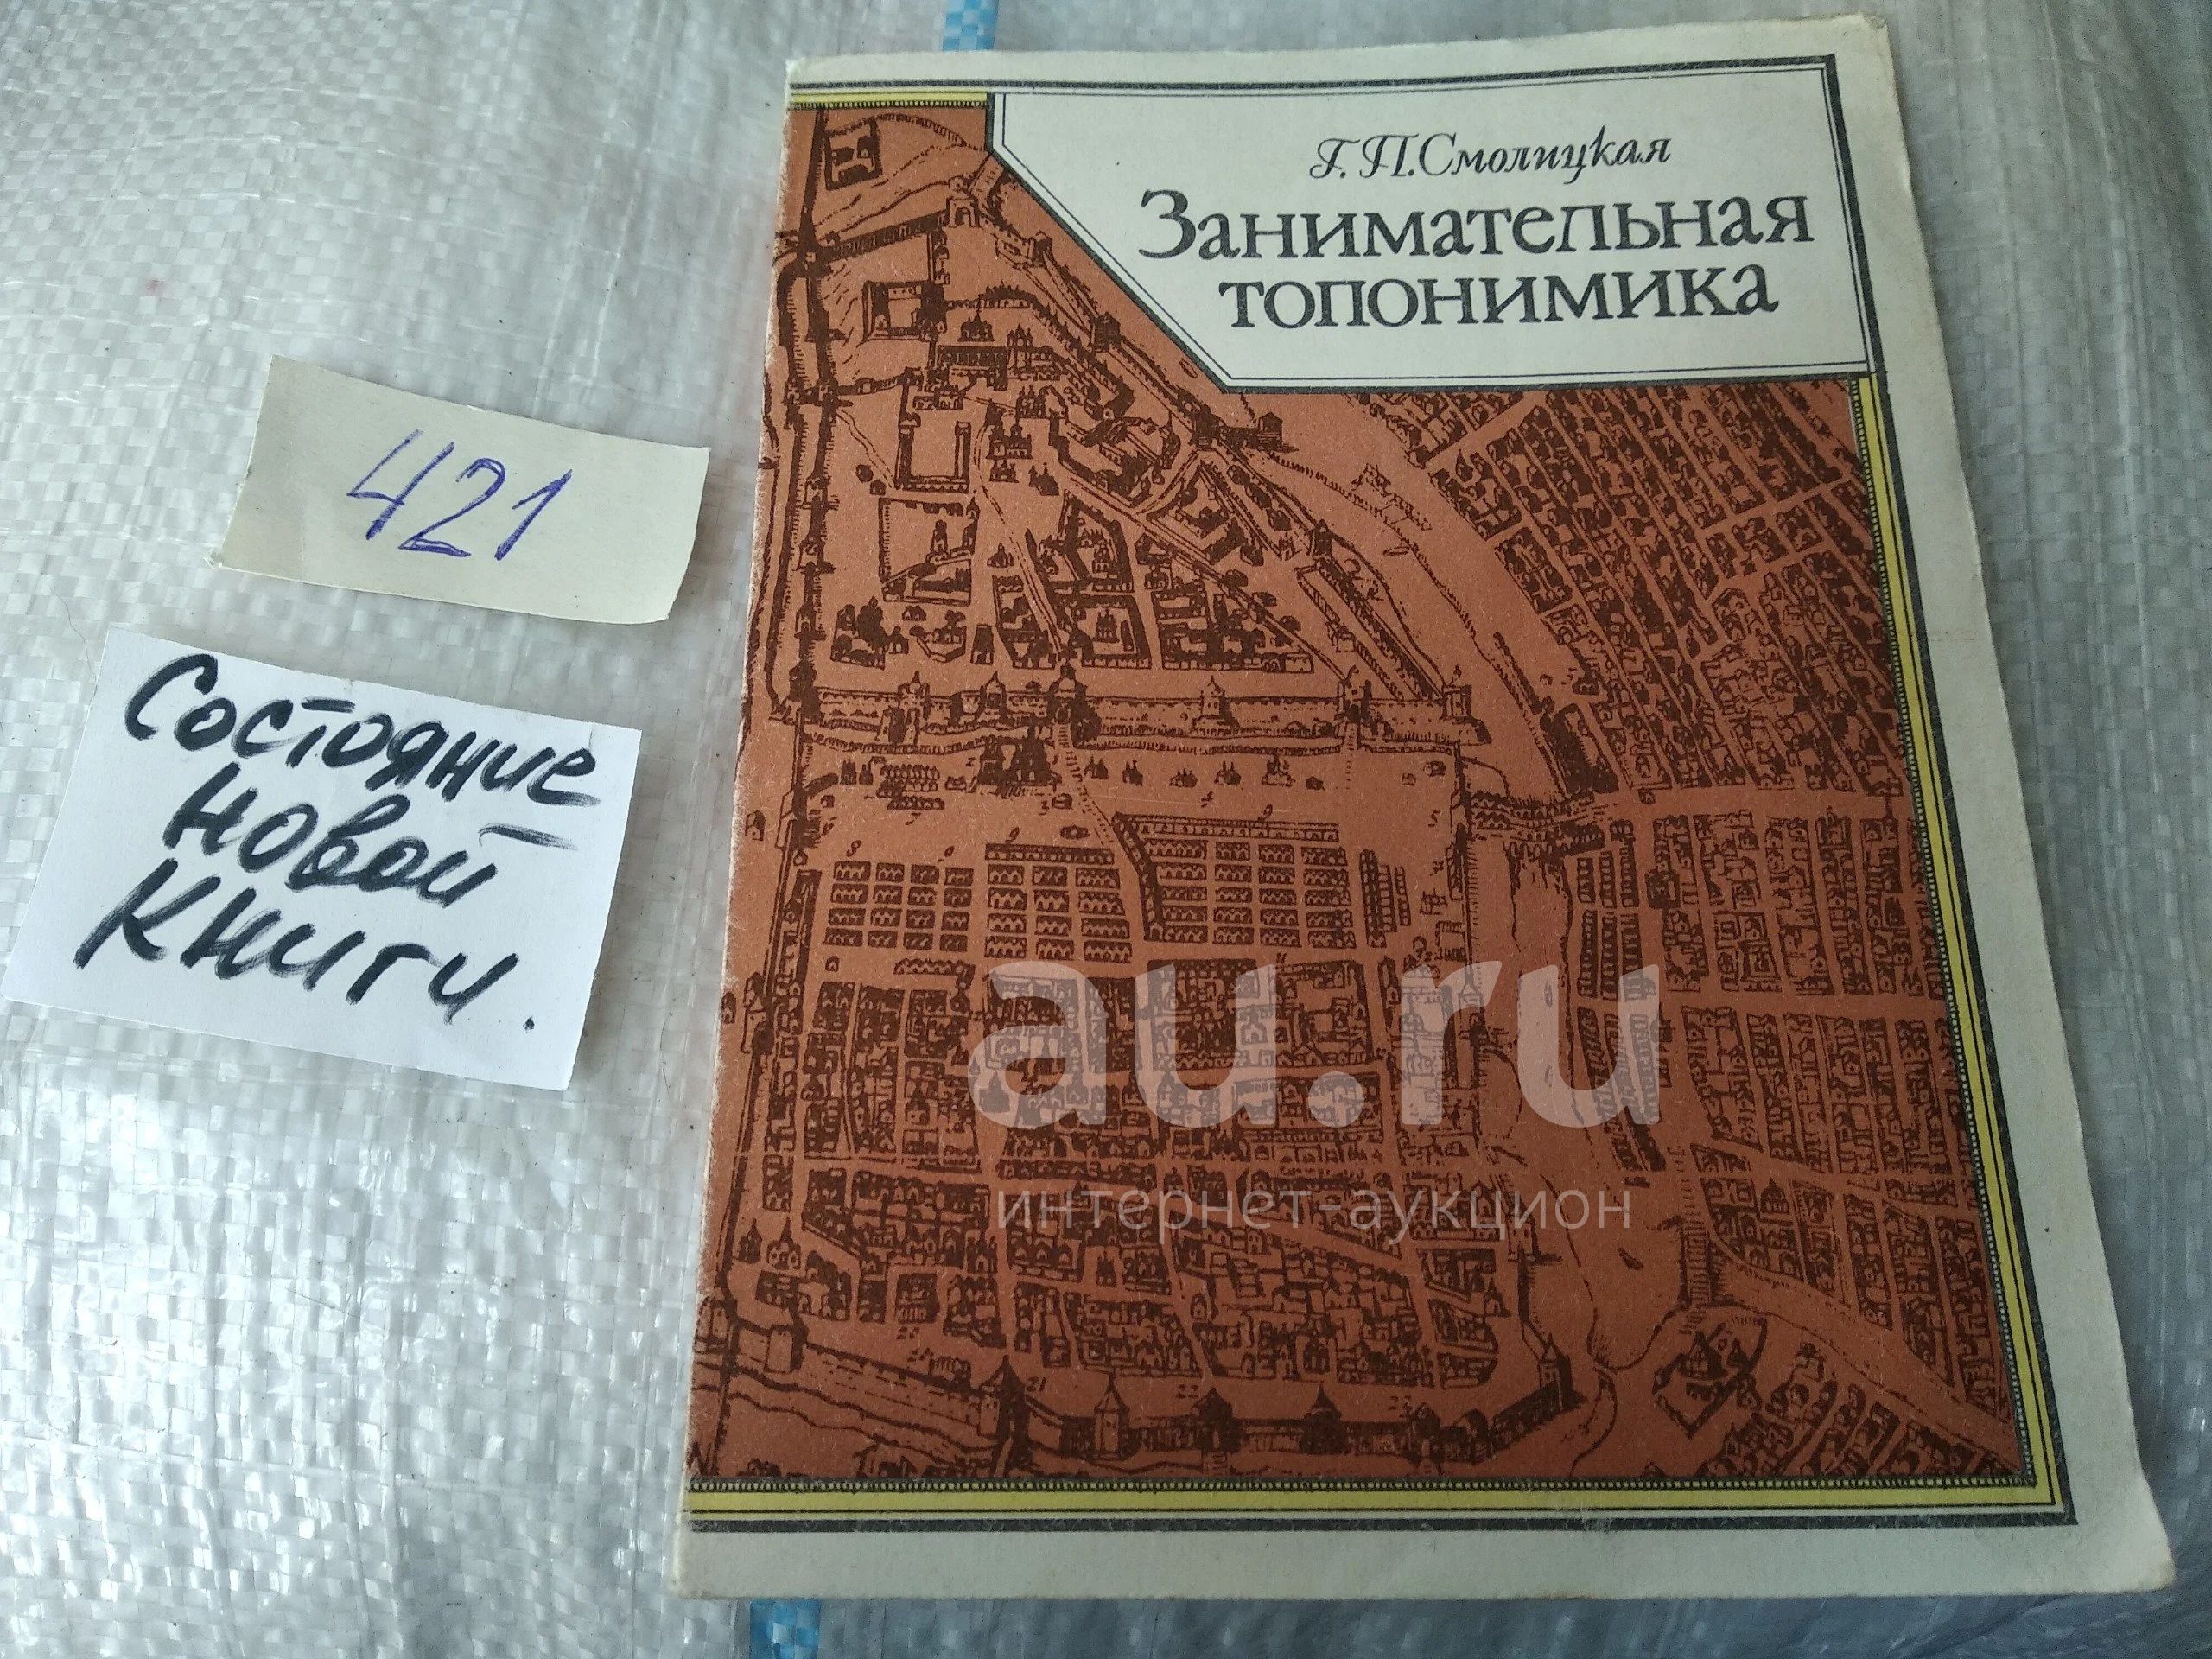 Г. П. Смолицкая
Занимательная
топонимика
421
Состояние
новой
книги.
au.ru
интернет-аукцион